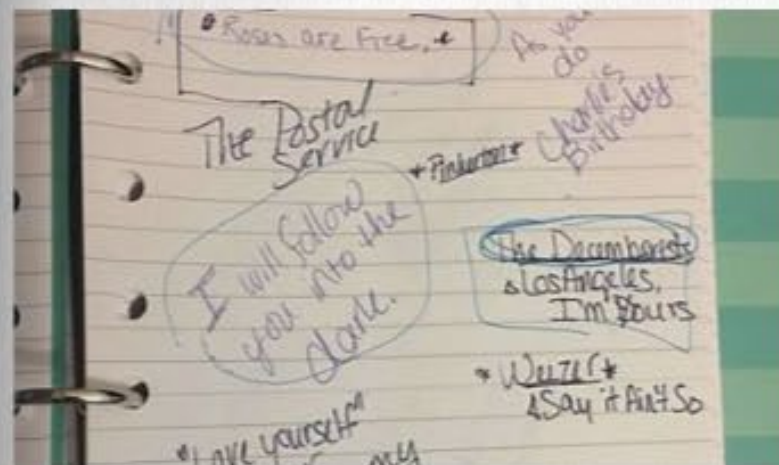 • Roses are Free. •
As you
do
Charlie's
Birthday
The Postal
Service
*Pinkerton*
I will follow
you into the
dark.
The Decemberists
Los Angeles,
I'm Yours
*Weezer*
Say it Ain't So
"Love yourself"
my